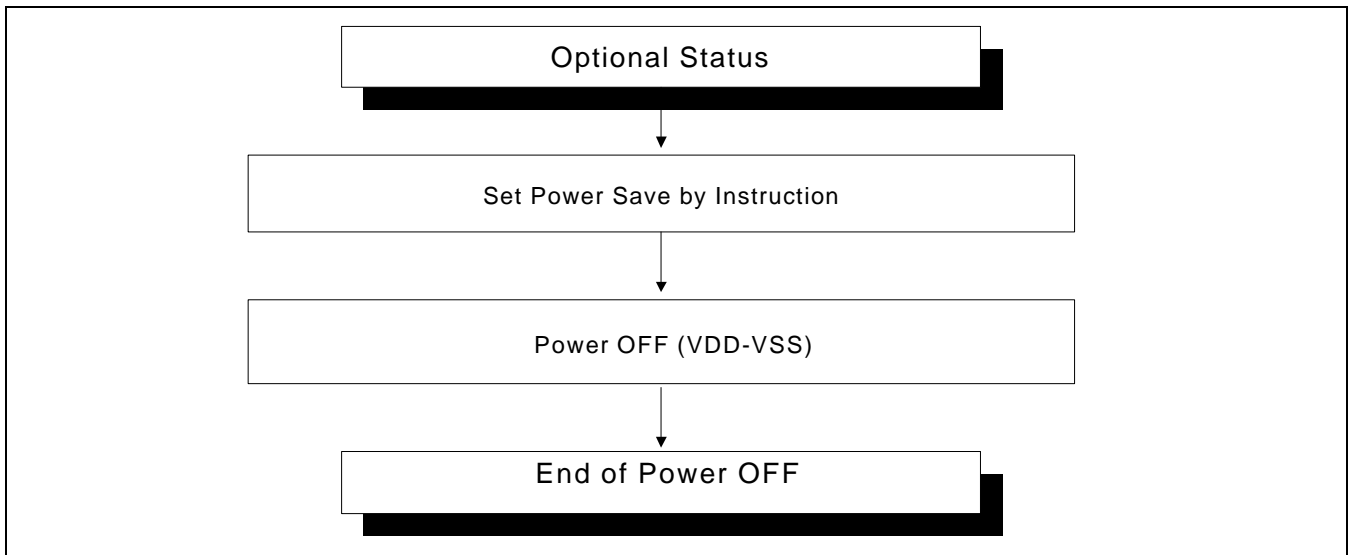 Optional Status
Set Power Save by Instruction
Power OFF (VDD-VSS)
End of Power OFF